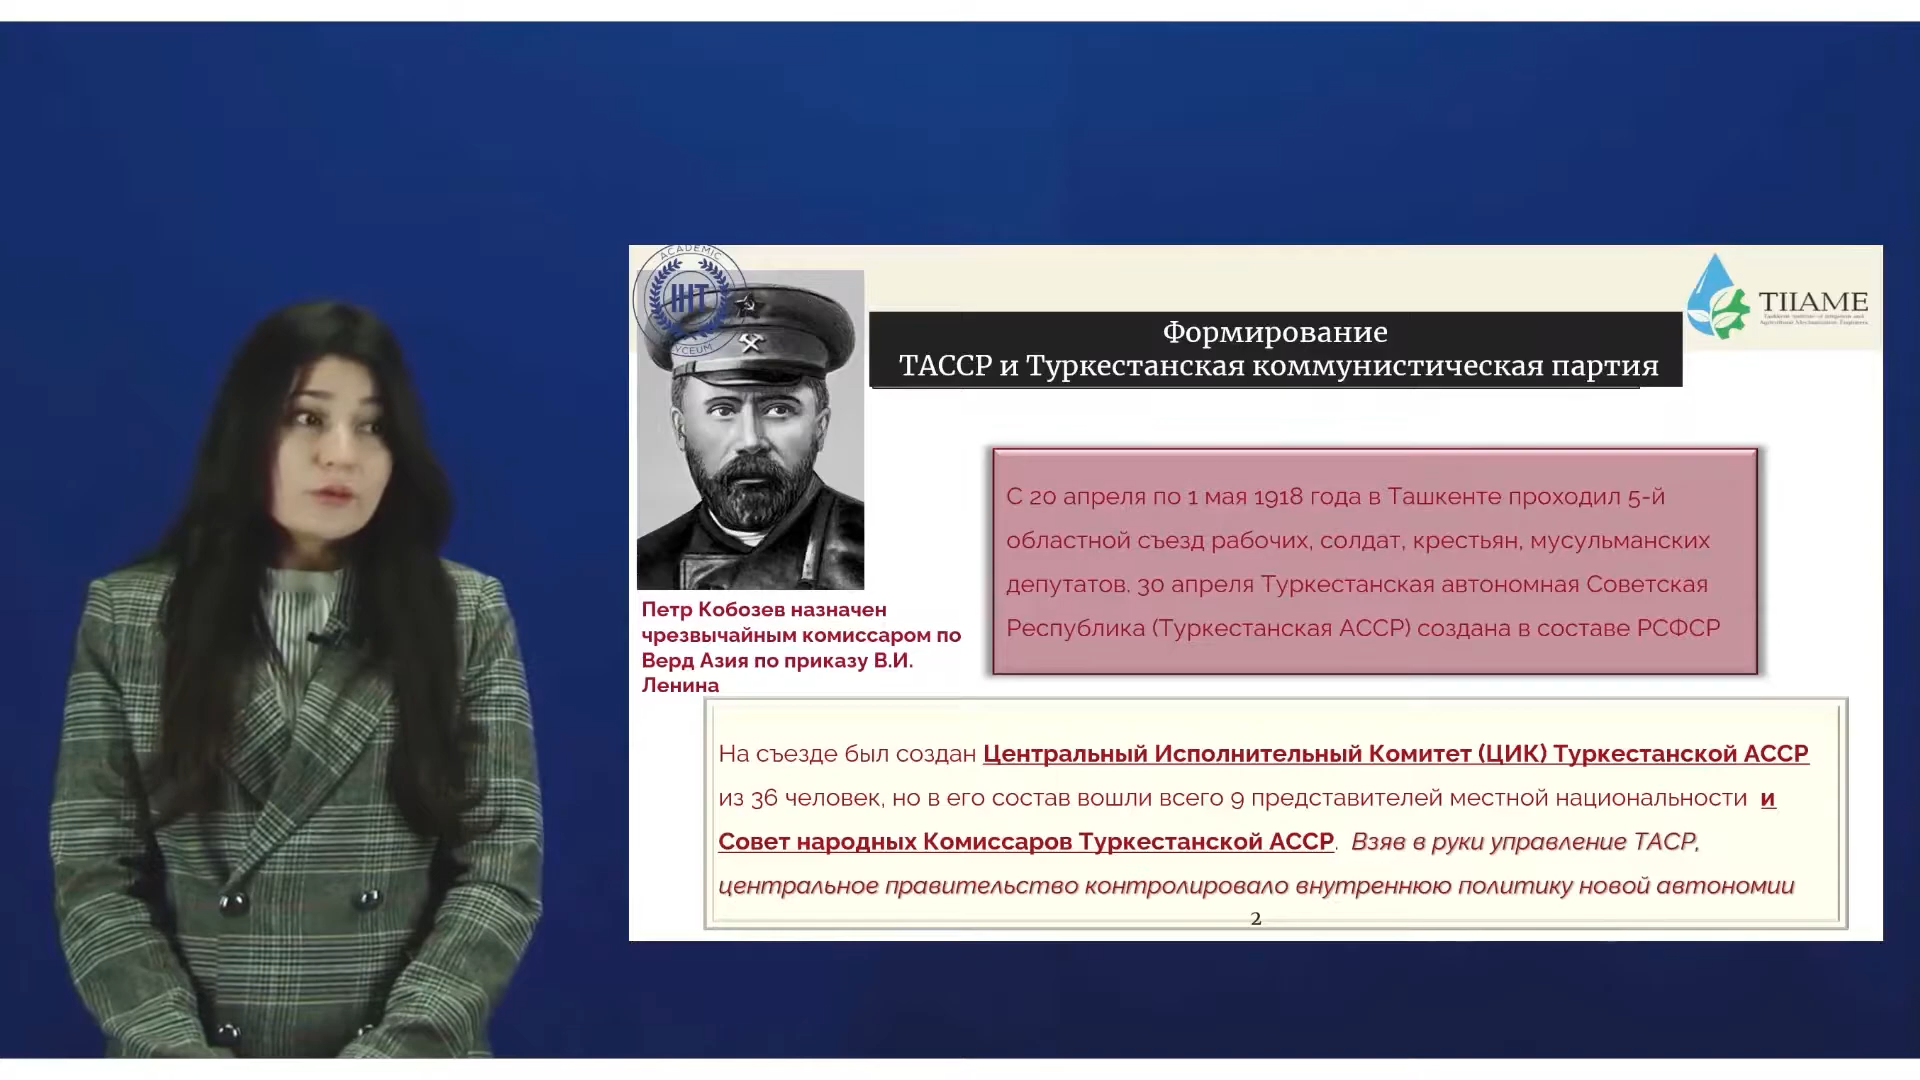 ACADEMIC
IHT
LYCEUM
TIIAME
Формирование
ТАССР и Туркестанская коммунистическая партия
С 20 апреля по 1 мая 1918 года в Ташкенте проходил 5-й
областной съезд рабочих, солдат, крестьян, мусульманских
депутатов. 30 апреля Туркестанская автономная Советская
Республика (Туркестанская АССР) создана в составе РСФСР
Петр Кобозев назначен
чрезвычайным комиссаром по
Верд Азия по приказу В.И.
Ленина
На съезде был создан Центральный Исполнительный Комитет (ЦИК) Туркестанской АССР
из 36 человек, но в его состав вошли всего 9 представителей местной национальности и
Совет народных Комиссаров Туркестанской АССР. Взяв в руки управление ТАСР,
центральное правительство контролировало внутреннюю политику новой автономии
2